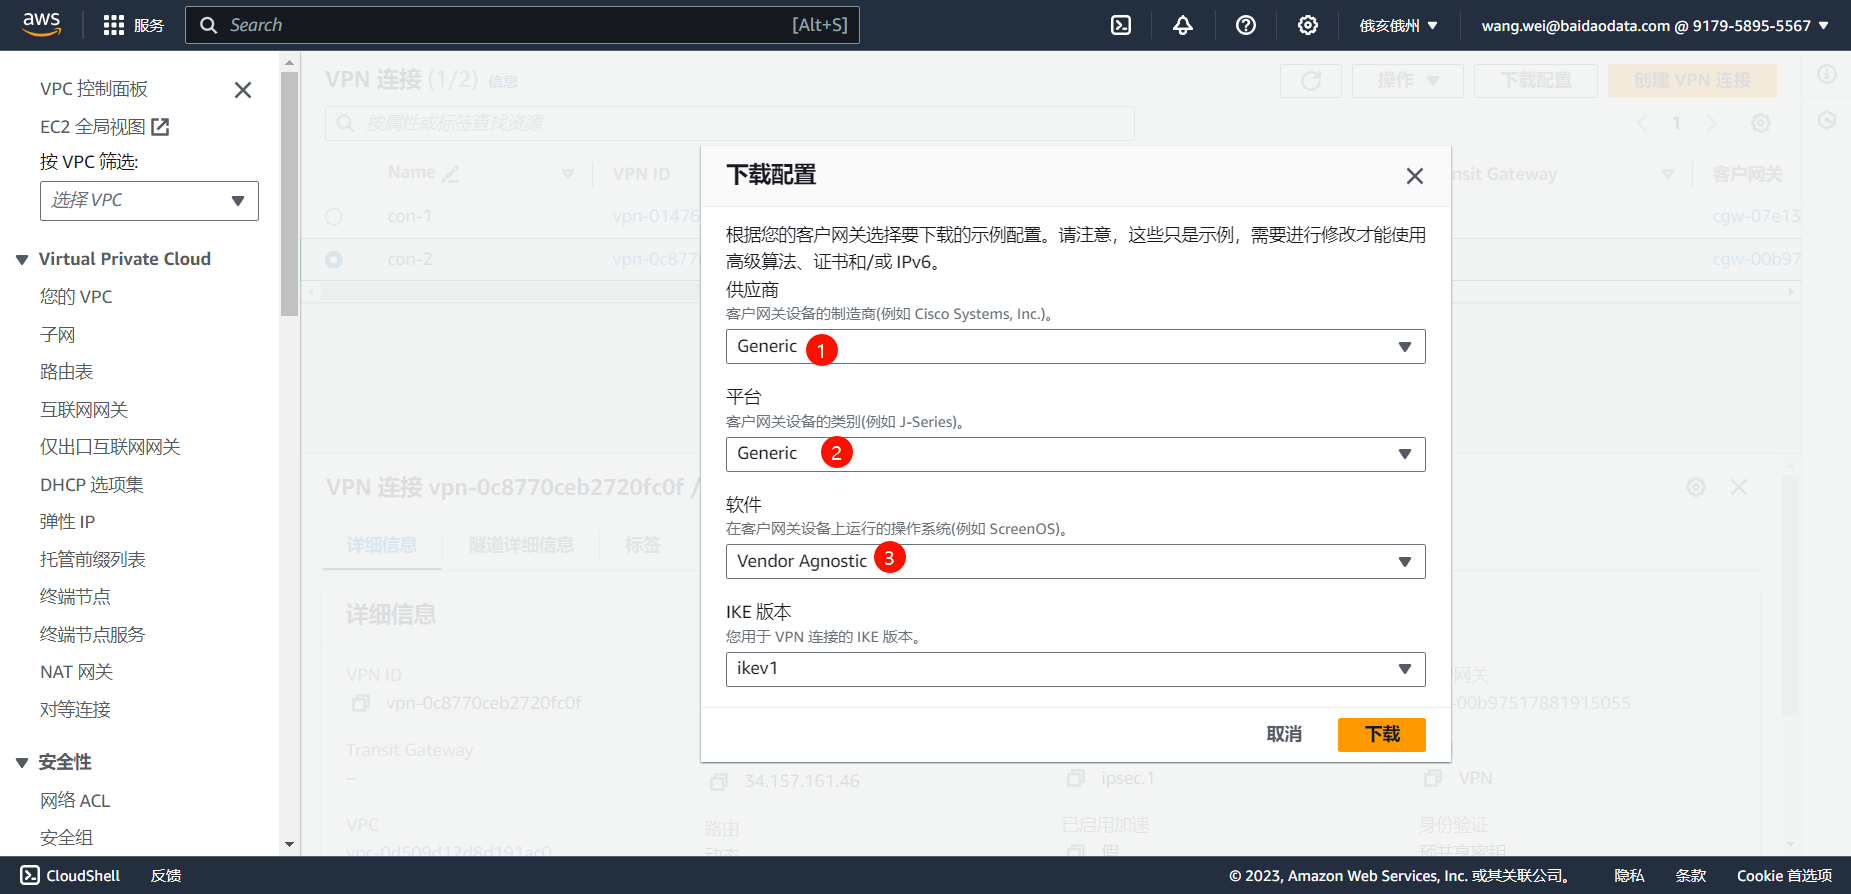 aws
服务
Search
[Alt+S]
俄亥俄州
wang.wei@baidaodata.com @ 9179-5895-5567
VPC 控制面板
EC2 全局视图
按 VPC 筛选:
选择 VPC
Virtual Private Cloud
您的 VPC
子网
路由表
互联网网关
仅出口互联网网关
DHCP 选项集
弹性 IP
托管前缀列表
终端节点
终端节点服务
NAT 网关
对等连接
安全性
网络 ACL
安全组
VPN 连接 (1/2) 信息
操作
下载配置
创建 VPN 连接
按属性或标签查找资源
1
Name
VPN ID
nsit Gateway
客户网关
con-1
vpn-01476
cgw-07e13
con-2
vpn-0c877
cgw-00b97
下载配置
根据您的客户网关选择要下载的示例配置。请注意，这些只是示例，需要进行修改才能使用
高级算法、证书和/或 IPv6。
供应商
客户网关设备的制造商(例如 Cisco Systems, Inc.)。
Generic
1
平台
客户网关设备的类别(例如 J-Series)。
Generic
2
软件
在客户网关设备上运行的操作系统(例如 ScreenOS)。
Vendor Agnostic
3
IKE 版本
您用于 VPN 连接的 IKE 版本。
ikev1
取消
下载
VPN 连接 vpn-0c8770ceb2720fc0f /
详细信息
隧道详细信息
标签
详细信息
VPN ID
vpn-0c8770ceb2720fc0f
网关
-00b97517881915055
Transit Gateway
–
34.157.161.46
ipsec.1
VPN
VPC
vpc-0d509d12d8d191ac0
路由
动态
已启用加速
假
身份验证
预共享密钥
CloudShell
反馈
© 2023, Amazon Web Services, Inc. 或其关联公司。
隐私
条款
Cookie 首选项